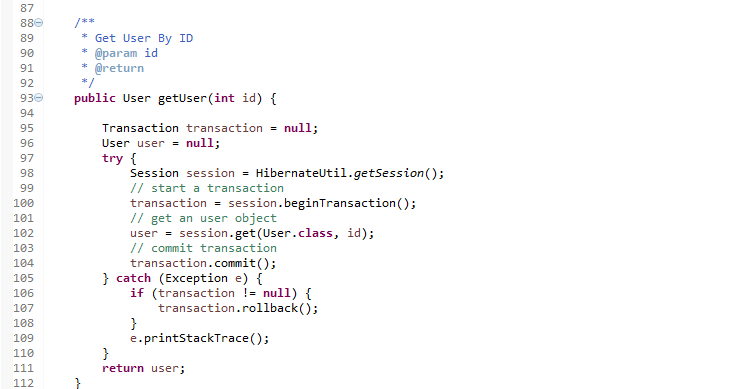 87
88 /**
89 * Get User By ID
90 * @param id
91 * @return
92 */
93 public User getUser(int id) {
94
95 Transaction transaction = null;
96 User user = null;
97 try {
98 Session session = HibernateUtil.getSession();
99 // start a transaction
100 transaction = session.beginTransaction();
101 // get an user object
102 user = session.get(User.class, id);
103 // commit transaction
104 transaction.commit();
105 } catch (Exception e) {
106 if (transaction != null) {
107 transaction.rollback();
108 }
109 e.printStackTrace();
110 }
111 return user;
112 }